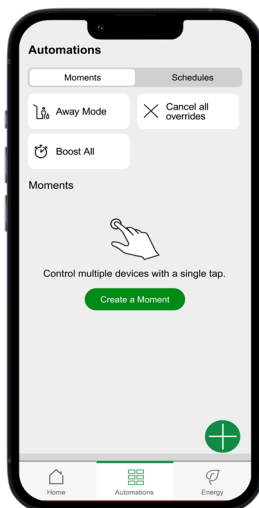 Automations
Moments
Schedules
Away Mode
Cancel all
overrides
Boost All
Moments
Control multiple devices with a single tap.
Create a Moment
Home
Automations
Energy